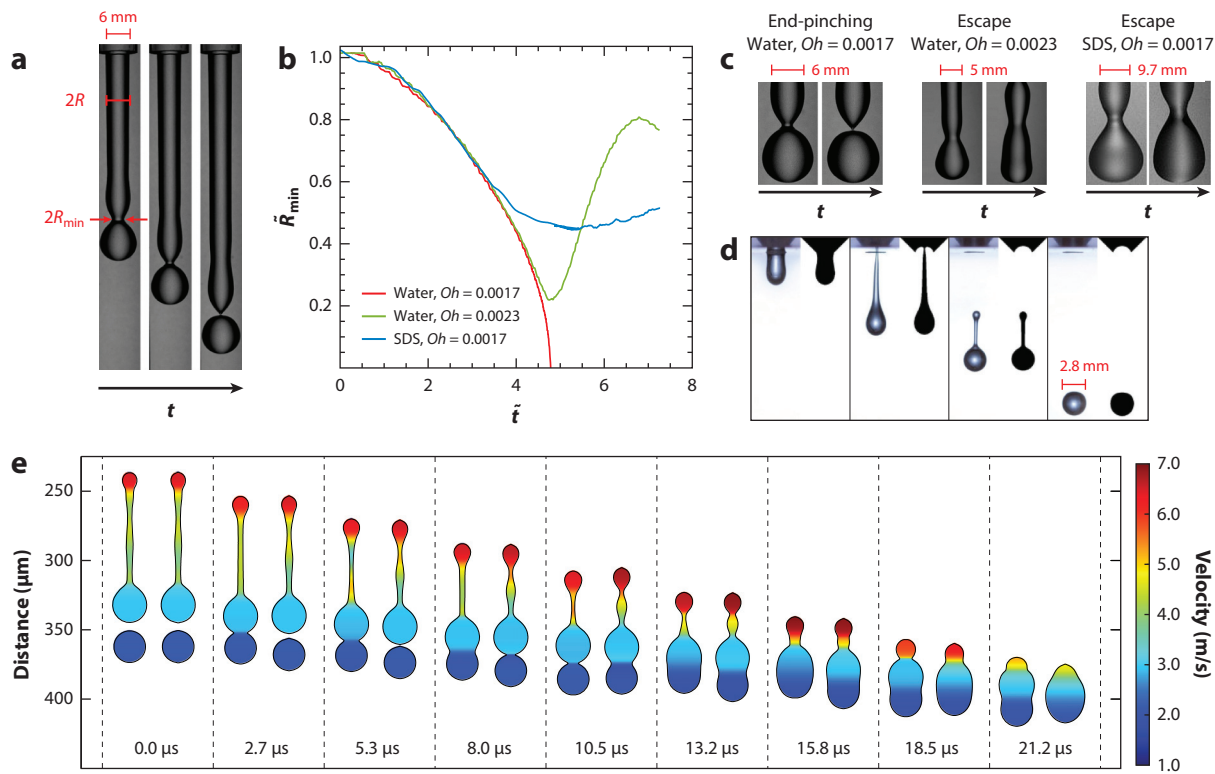 a
6 mm
2R
2Rmin
t
b
1.0
0.8
0.6
0.4
0.2
R̃min
Water, Oh = 0.0017
Water, Oh = 0.0023
SDS, Oh = 0.0017
0
2
4
6
8
t̃
c
End-pinching
Water, Oh = 0.0017
6 mm
t
Escape
Water, Oh = 0.0023
5 mm
t
Escape
SDS, Oh = 0.0017
9.7 mm
t
d
2.8 mm
e
Distance (µm)
250
300
350
400
0.0 µs
2.7 µs
5.3 µs
8.0 µs
10.5 µs
13.2 µs
15.8 µs
18.5 µs
21.2 µs
7.0
6.0
5.0
4.0
3.0
2.0
1.0
Velocity (m/s)